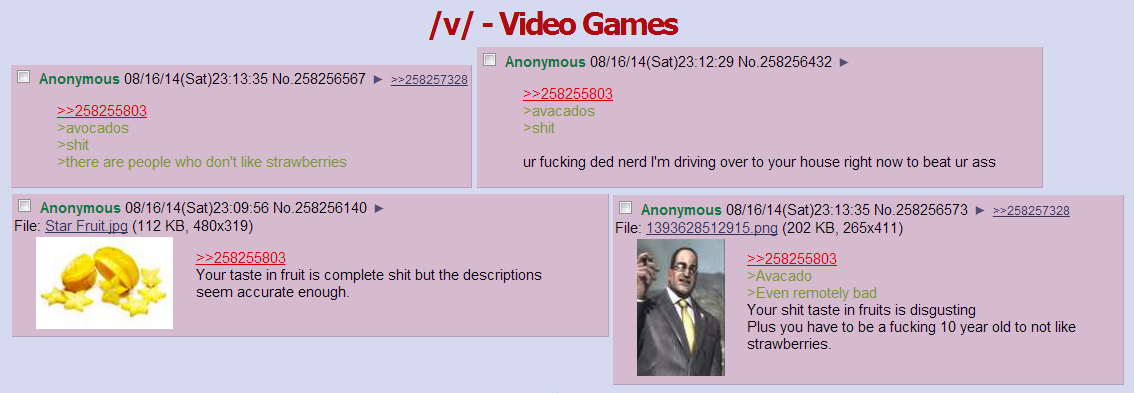 /v/ - Video Games
Anonymous 08/16/14(Sat)23:13:35 No.258256567 ► >>258257328
>>258255803
>avocados
>shit
>there are people who don't like strawberries
Anonymous 08/16/14(Sat)23:12:29 No.258256432 ►
>>258255803
>avacados
>shit
ur fucking ded nerd I'm driving over to your house right now to beat ur ass
Anonymous 08/16/14(Sat)23:09:56 No.258256140 ►
File: Star Fruit.jpg (112 KB, 480x319)
>>258255803
Your taste in fruit is complete shit but the descriptions
seem accurate enough.
Anonymous 08/16/14(Sat)23:13:35 No.258256573 ► >>258257328
File: 1393628512915.png (202 KB, 265x411)
>>258255803
>Avacado
>Even remotely bad
Your shit taste in fruits is disgusting
Plus you have to be a fucking 10 year old to not like
strawberries.